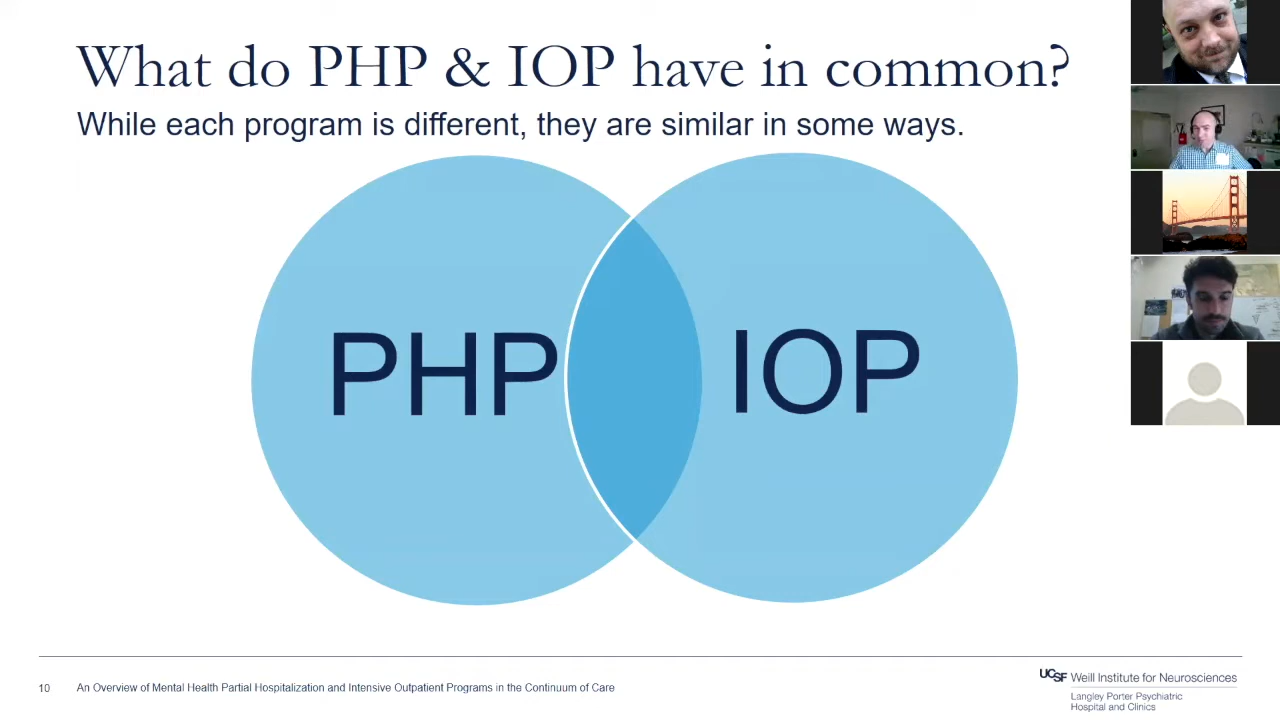 What do PHP & IOP have in common?
While each program is different, they are similar in some ways.
PHP
IOP
10
An Overview of Mental Health Partial Hospitalization and Intensive Outpatient Programs in the Continuum of Care
UCSF Weill Institute for Neurosciences
Langley Porter Psychiatric
Hospital and Clinics